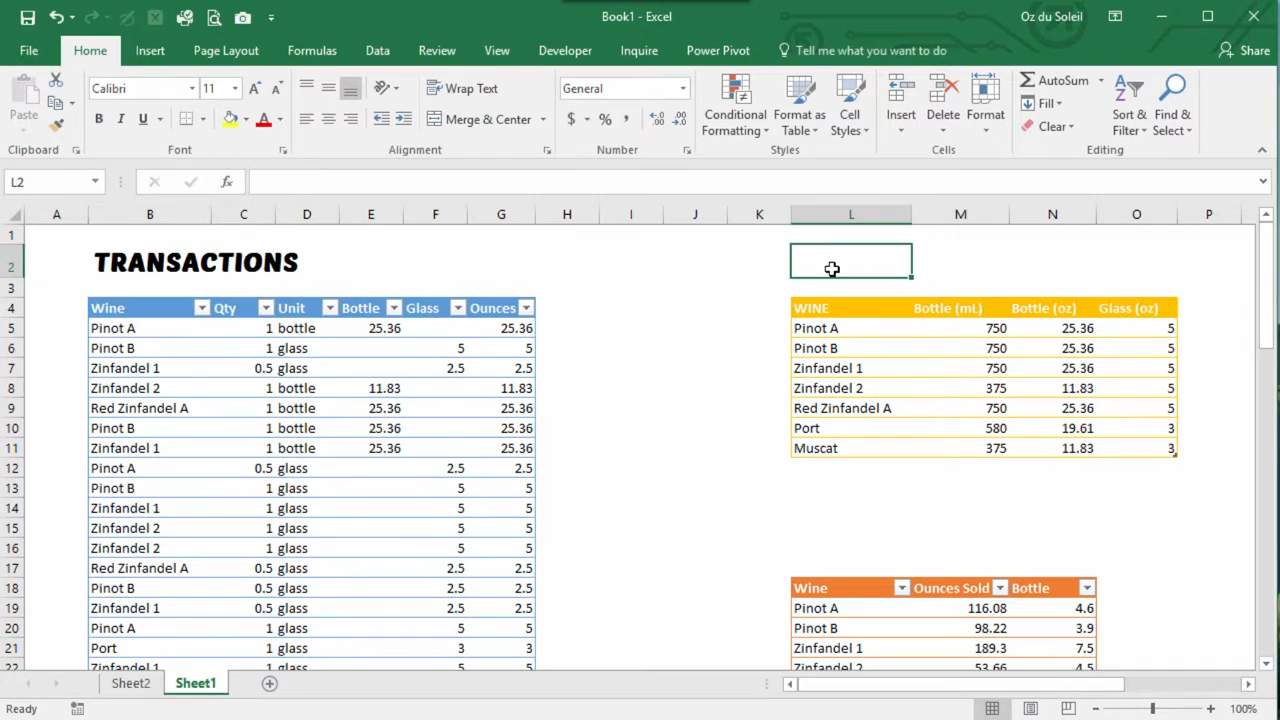 Book1 - Excel
Oz du Soleil
File Home Insert Page Layout Formulas Data Review View Developer Inquire Power Pivot Tell me what you want to do Share
Paste
Calibri 11
B I U
Wrap Text
Merge & Center
General
$ % ,
Conditional Formatting
Format as Table
Cell Styles
Insert Delete Format
AutoSum
Fill
Clear
Sort & Filter
Find & Select
Clipboard Font Alignment Number Styles Cells Editing
L2 fx
A B C D E F G H I J K L M N O P
1
2 TRANSACTIONS
3
4 Wine Qty Unit Bottle Glass Ounces WINE Bottle (mL) Bottle (oz) Glass (oz)
5 Pinot A 1 bottle 25.36 25.36 Pinot A 750 25.36 5
6 Pinot B 1 glass 5 5 Pinot B 750 25.36 5
7 Zinfandel 1 0.5 glass 2.5 2.5 Zinfandel 1 750 25.36 5
8 Zinfandel 2 1 bottle 11.83 11.83 Zinfandel 2 375 11.83 5
9 Red Zinfandel A 1 bottle 25.36 25.36 Red Zinfandel A 750 25.36 5
10 Pinot B 1 bottle 25.36 25.36 Port 580 19.61 3
11 Zinfandel 1 1 bottle 25.36 25.36 Muscat 375 11.83 3
12 Pinot A 0.5 glass 2.5 2.5
13 Pinot B 1 glass 5 5
14 Zinfandel 1 1 glass 5 5
15 Zinfandel 2 1 glass 5 5
16 Zinfandel 2 1 glass 5 5
17 Red Zinfandel A 0.5 glass 2.5 2.5
18 Pinot B 0.5 glass 2.5 2.5 Wine Ounces Sold Bottle
19 Zinfandel 1 0.5 glass 2.5 2.5 Pinot A 116.08 4.6
20 Pinot A 1 glass 5 5 Pinot B 98.22 3.9
21 Port 1 glass 3 3 Zinfandel 1 189.3 7.5
22 Zinfandel 1 1 glass 5 5 Zinfandel 2 53.66 4.5
Sheet2 Sheet1
Ready 100%